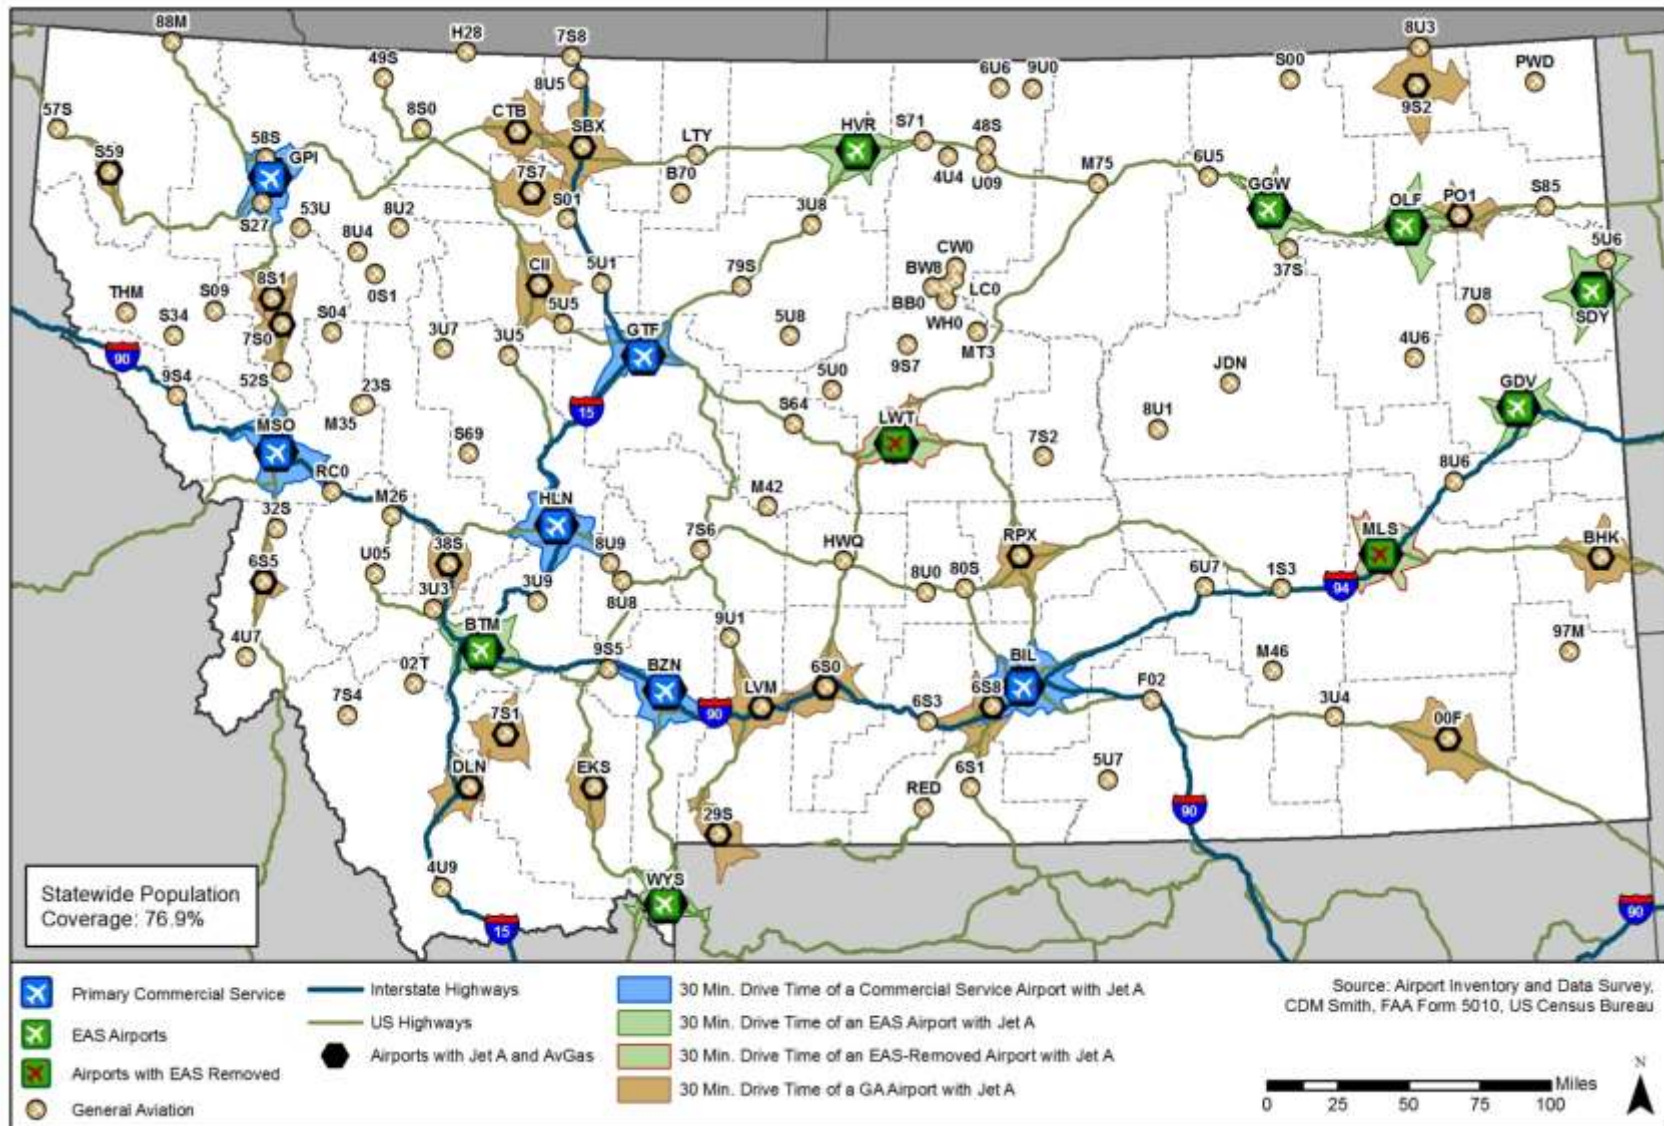 88M
H28
7S8
8U3
49S
8U5
6U6
9U0
S00
PWD
9S2
57S
8S0
CTB
SBX
LTY
HVR
S71
48S
58S
GPI
S59
7S7
B70
4U4
U09
M75
6U5
GGW
OLF
PO1
S85
S27
53U
8U2
S01
3U8
8U4
0S1
CII
5U1
79S
CW0
BW8
LC0
BB0
WH0
37S
5U6
SDY
THM
S34
S09
8S1
7S0
S04
3U7
3U5
5U5
GTF
5U8
MT3
9S7
7U8
4U6
90
9S4
52S
23S
M35
15
5U0
S64
LWT
JDN
8U1
GDV
MSO
RC0
S69
7S2
8U6
M26
HLN
M42
32S
38S
7S6
HWQ
RPX
MLS
BHK
6S5
U05
3U3
3U9
8U9
8U8
8U0
80S
6U7
1S3
94
4U7
BTM
9U1
97M
02T
9S5
BZN
90
LVM
6S0
6S3
6S8
BIL
F02
M46
3U4
00F
7S4
7S1
DLN
EKS
29S
RED
6S1
5U7
90
4U9
WYS
15
90
Statewide Population
Coverage: 76.9%
Primary Commercial Service
EAS Airports
Airports with EAS Removed
General Aviation
Interstate Highways
US Highways
Airports with Jet A and AvGas
30 Min. Drive Time of a Commercial Service Airport with Jet A
30 Min. Drive Time of an EAS Airport with Jet A
30 Min. Drive Time of an EAS-Removed Airport with Jet A
30 Min. Drive Time of a GA Airport with Jet A
Source: Airport Inventory and Data Survey,
CDM Smith, FAA Form 5010, US Census Bureau
N
Miles
0 25 50 75 100